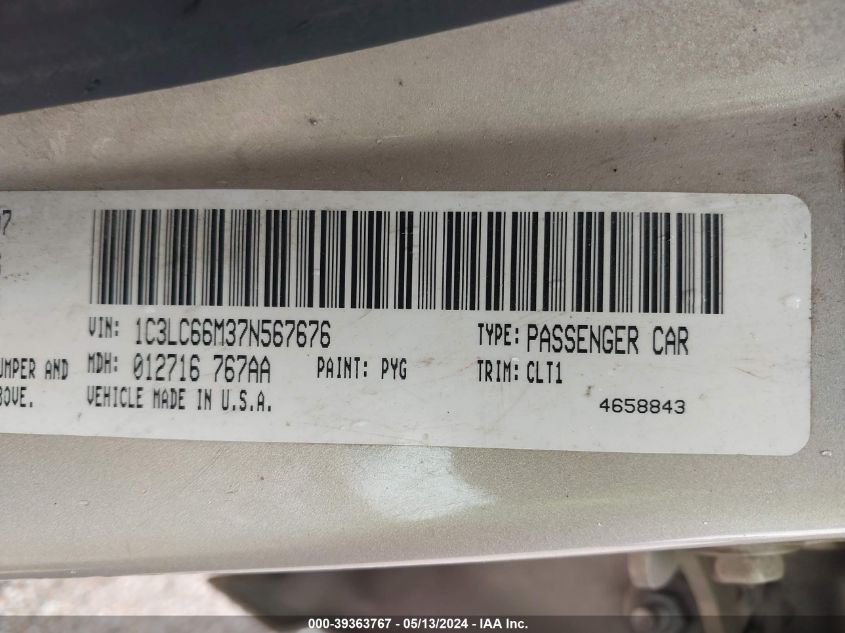 VIN: 1C3LC66M37N567676 TYPE: PASSENGER CAR
UMPER AND MDH: 012716 767AA PAINT: PYG TRIM: CLT1
BOVE. VEHICLE MADE IN U.S.A. 4658843
000-39363767 - 05/13/2024 - IAA Inc.